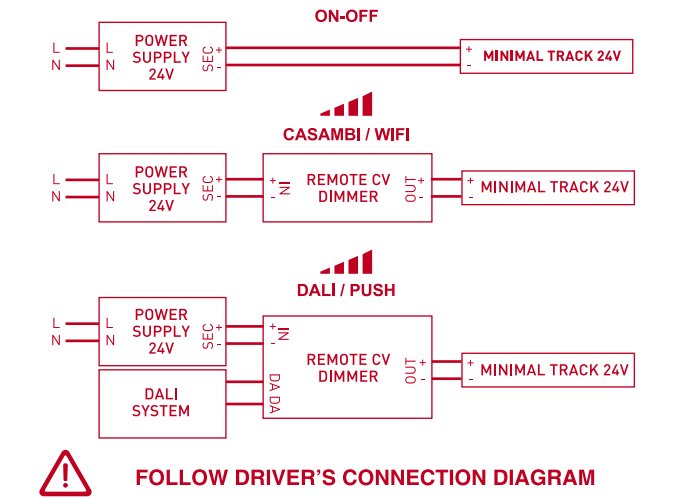 ON-OFF
L L POWER SUPPLY 24V SEC + - + - MINIMAL TRACK 24V
N N
CASAMBI / WIFI
L L POWER SUPPLY 24V SEC + - + - IN REMOTE CV DIMMER OUT + - + - MINIMAL TRACK 24V
N N
DALI / PUSH
L L POWER SUPPLY 24V SEC + - + - IN
N N
REMOTE CV DIMMER OUT + - + - MINIMAL TRACK 24V
DALI SYSTEM DA DA
FOLLOW DRIVER'S CONNECTION DIAGRAM